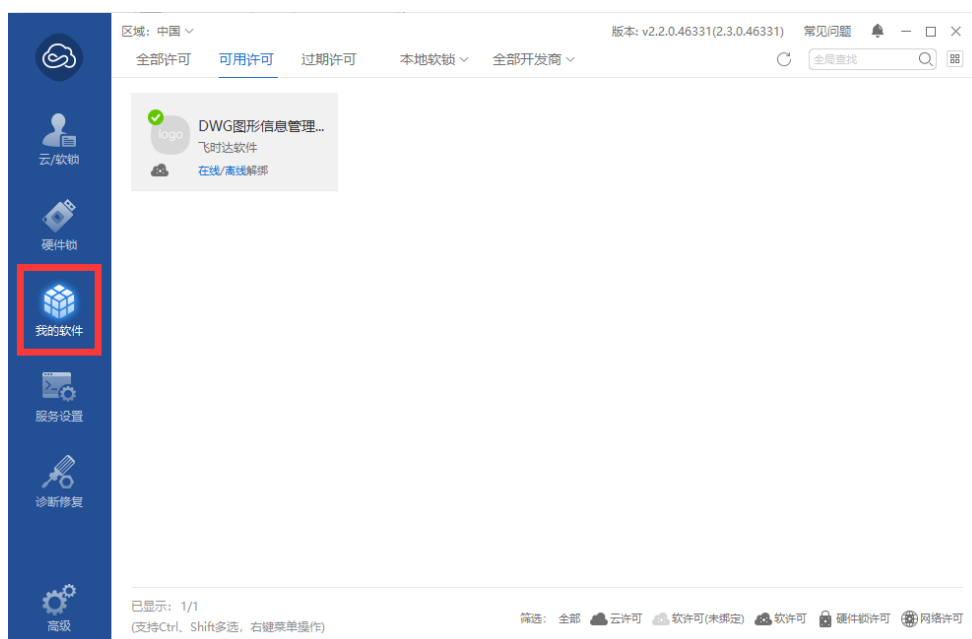 区域: 中国
版本: v2.2.0.46331(2.3.0.46331)
常见问题
全部许可
可用许可
过期许可
本地软锁
全部开发商
全局查找
云/软锁
硬件锁
我的软件
服务设置
诊断修复
高级
logo
DWG图形信息管理...
飞时达软件
在线/离线解绑
已显示: 1/1
(支持Ctrl、Shift多选，右键菜单操作)
筛选: 全部 云许可 软许可(未绑定) 软许可 硬件锁许可 网络许可